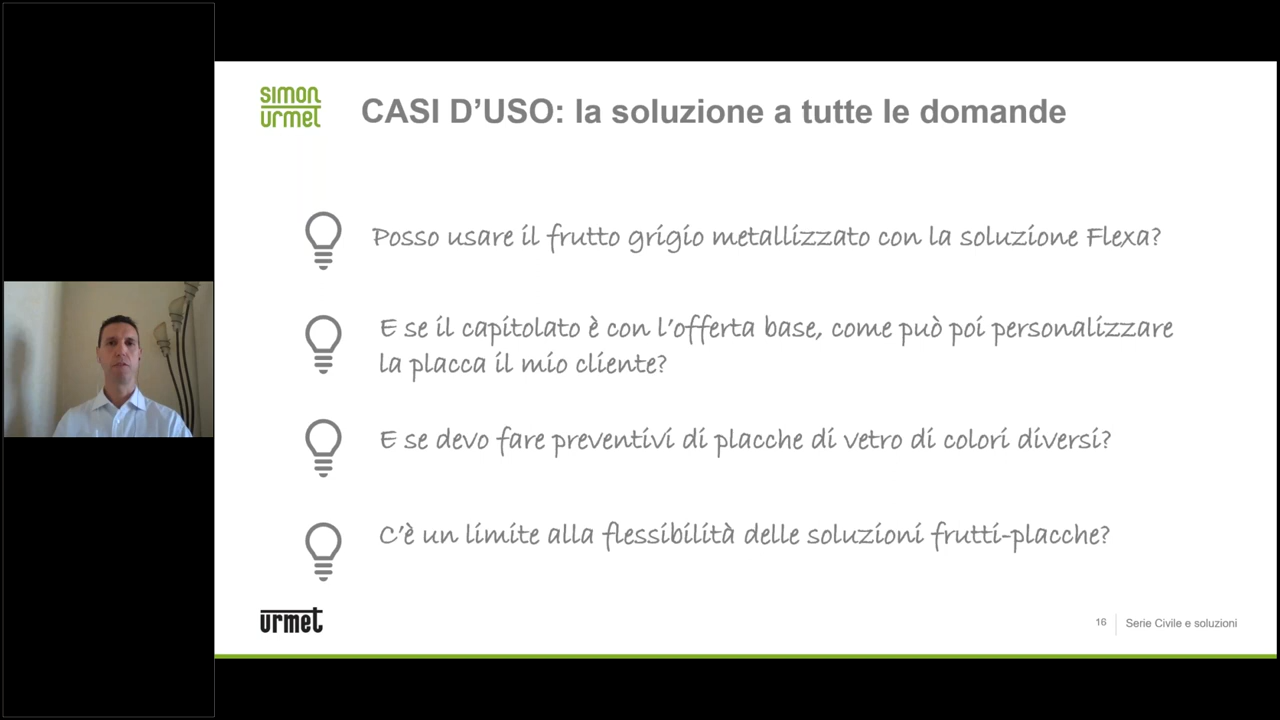 simon
urmet
CASI D'USO: la soluzione a tutte le domande
Posso usare il frutto grigio metallizzato con la soluzione Flexa?
E se il capitolato è con l'offerta base, come può poi personalizzare
la placca il mio cliente?
E se devo fare preventivi di placche di vetro di colori diversi?
C'è un limite alla flessibilità delle soluzioni frutti-placche?
urmet
16 Serie Civile e soluzioni